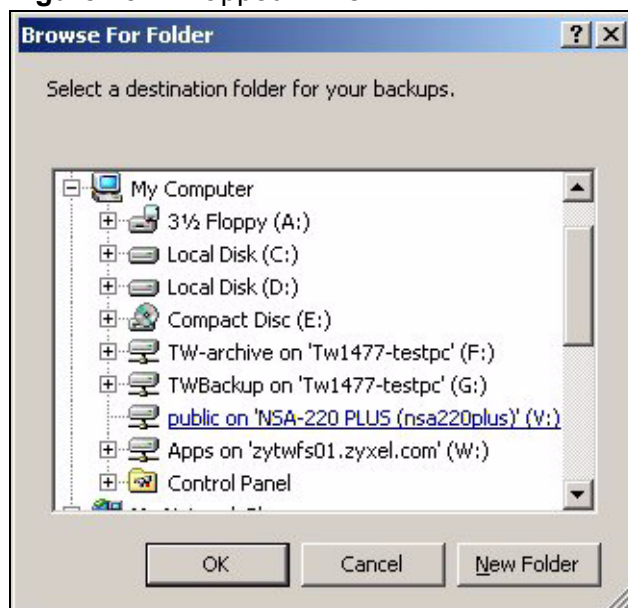 Browse For Folder
Select a destination folder for your backups.
My Computer
3½ Floppy (A:)
Local Disk (C:)
Local Disk (D:)
Compact Disc (E:)
TW-archive on 'Tw1477-testpc' (F:)
TWBackup on 'Tw1477-testpc' (G:)
public on 'NSA-220 PLUS (nsa220plus)' (V:)
Apps on 'zytwfs01.zyxel.com' (W:)
Control Panel
OK
Cancel
New Folder